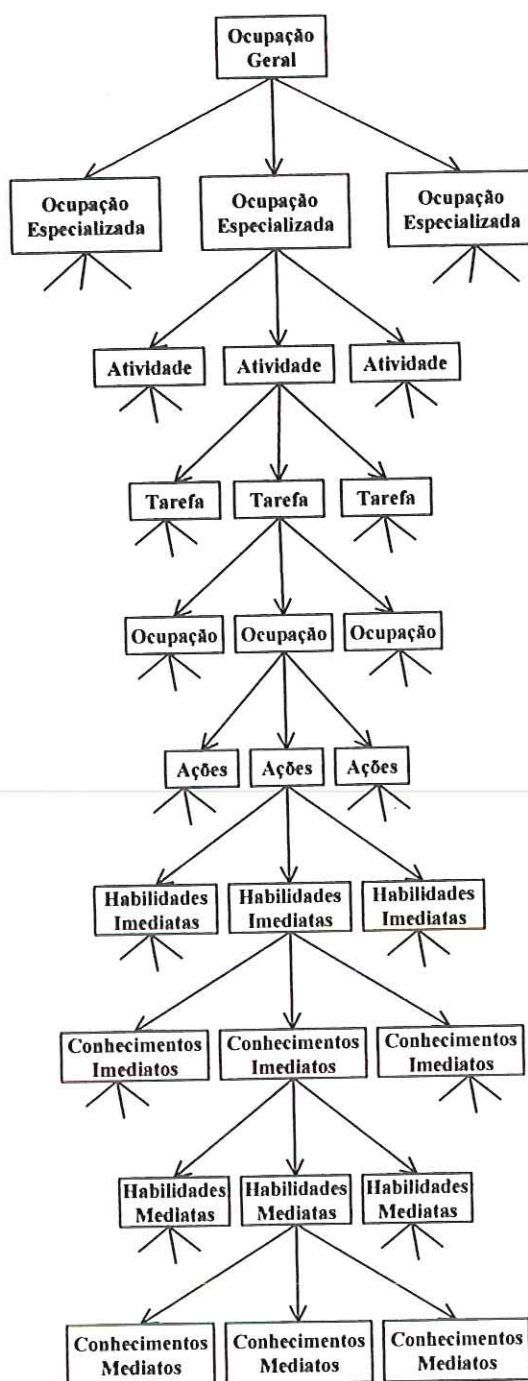 Ocupação
Geral
Ocupação
Especializada
Ocupação
Especializada
Ocupação
Especializada
Atividade
Atividade
Atividade
Tarefa
Tarefa
Tarefa
Ocupação
Ocupação
Ocupação
Ações
Ações
Ações
Habilidades
Imediatas
Habilidades
Imediatas
Habilidades
Imediatas
Conhecimentos
Imediatos
Conhecimentos
Imediatos
Conhecimentos
Imediatos
Habilidades
Mediatas
Habilidades
Mediatas
Habilidades
Mediatas
Conhecimentos
Mediatos
Conhecimentos
Mediatos
Conhecimentos
Mediatos